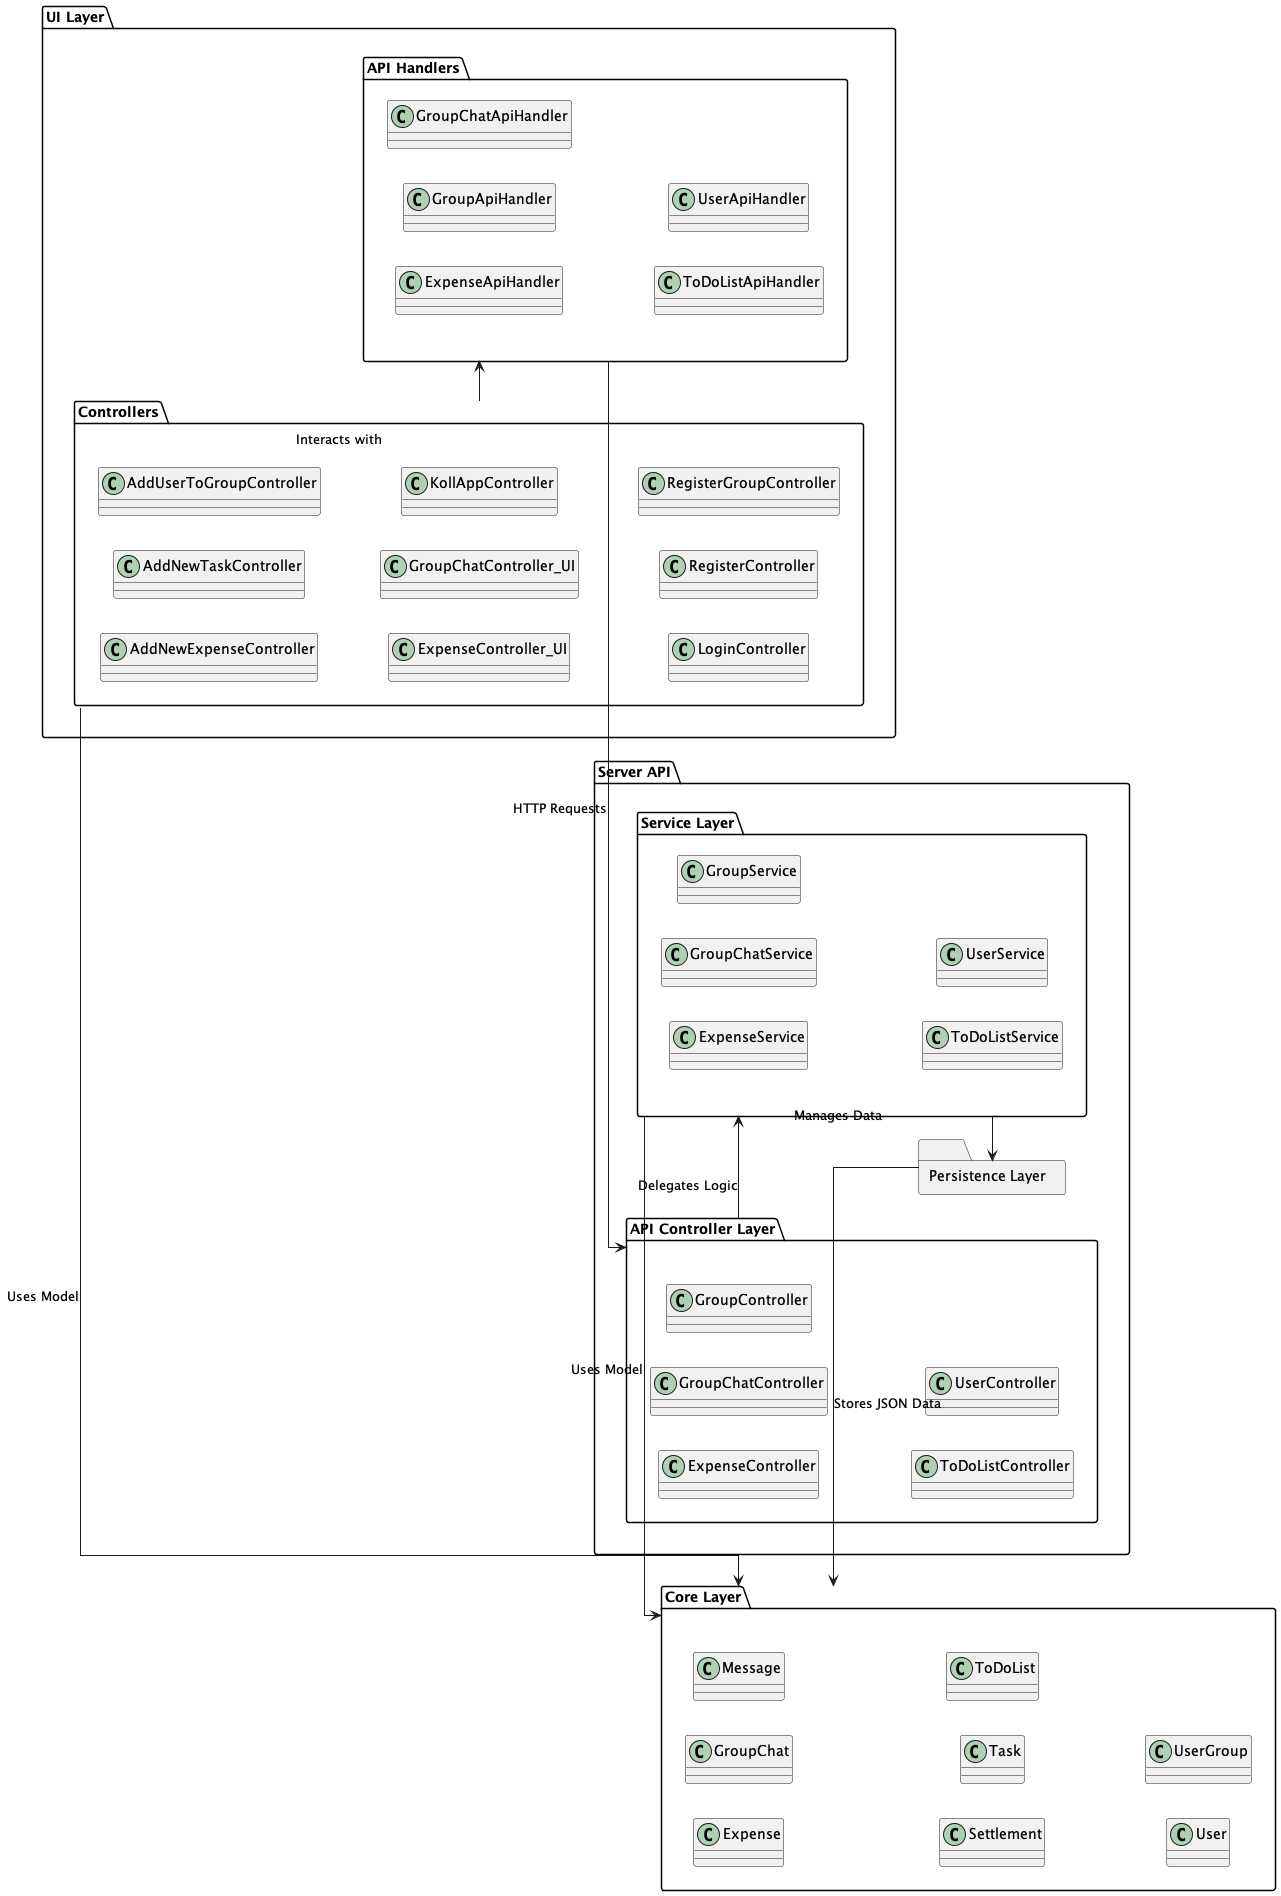 UI Layer
API Handlers
C GroupChatApiHandler
C GroupApiHandler
C UserApiHandler
C ExpenseApiHandler
C ToDoListApiHandler
Controllers
Interacts with
C AddUserToGroupController
C KollAppController
C RegisterGroupController
C AddNewTaskController
C GroupChatController_UI
C RegisterController
C AddNewExpenseController
C ExpenseController_UI
C LoginController
Server API
HTTP Requests
Service Layer
C GroupService
C GroupChatService
C UserService
C ExpenseService
C ToDoListService
Manages Data
Persistence Layer
Delegates Logic
API Controller Layer
Uses Model
C GroupController
Uses Model
C GroupChatController
C UserController
Stores JSON Data
C ExpenseController
C ToDoListController
Core Layer
C Message
C ToDoList
C GroupChat
C Task
C UserGroup
C Expense
C Settlement
C User